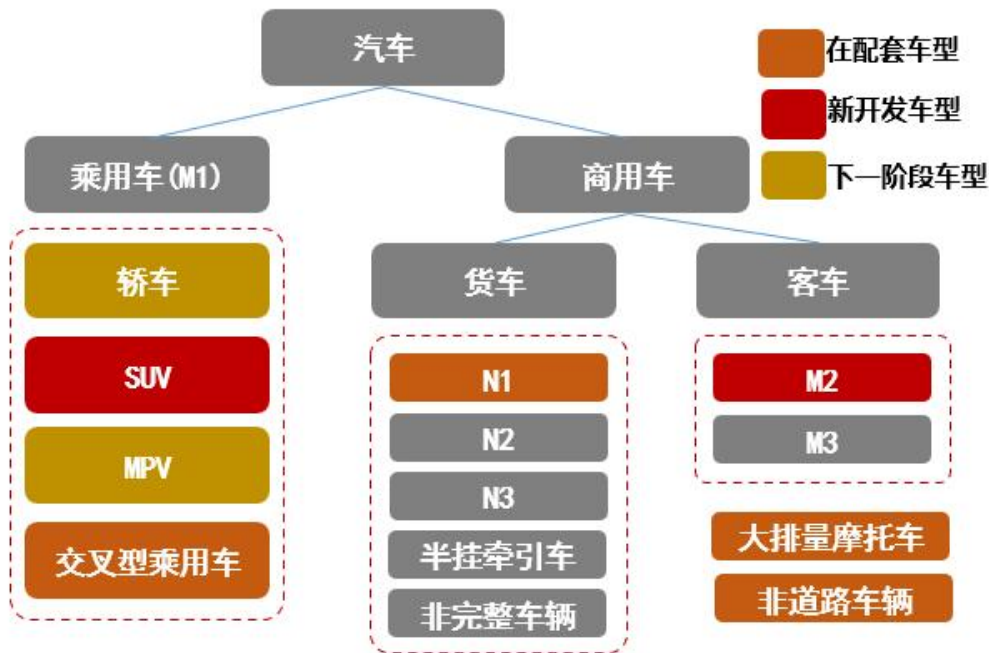 汽车
在配套车型
新开发车型
下一阶段车型
乘用车(M1)
商用车
轿车
SUV
MPV
交叉型乘用车
货车
N1
N2
N3
半挂牵引车
非完整车辆
客车
M2
M3
大排量摩托车
非道路车辆